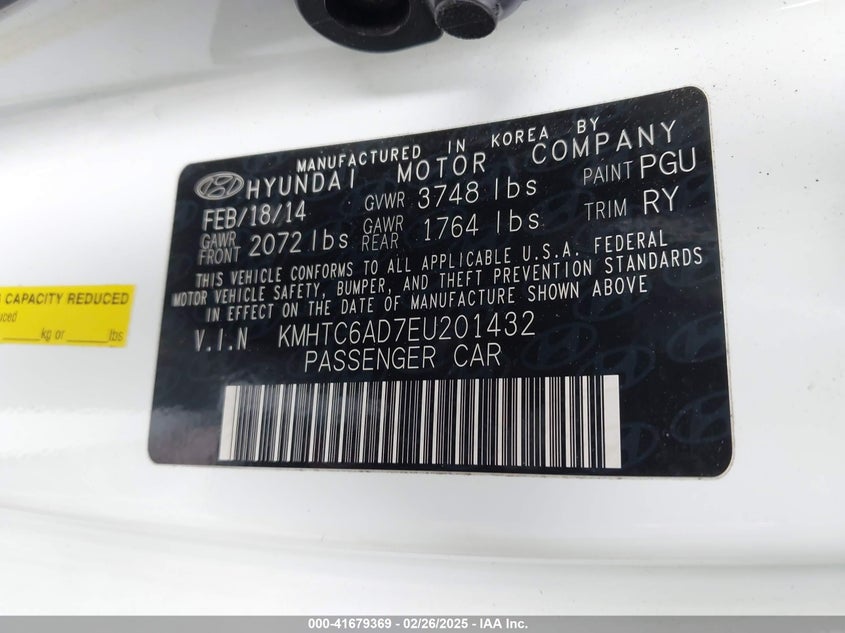 MANUFACTURED IN KOREA BY
HYUNDAI MOTOR COMPANY
FEB/18/14 GVWR 3748 lbs PAINT PGU
GAWR FRONT 2072 lbs GAWR REAR 1764 lbs TRIM RY
THIS VEHICLE CONFORMS TO ALL APPLICABLE U.S.A. FEDERAL
MOTOR VEHICLE SAFETY, BUMPER, AND THEFT PREVENTION STANDARDS
IN EFFECT ON THE DATE OF MANUFACTURE SHOWN ABOVE
V.I.N KMHTC6AD7EU201432
PASSENGER CAR
CAPACITY REDUCED
kg or lbs
000-41679369 - 02/26/2025 - IAA Inc.